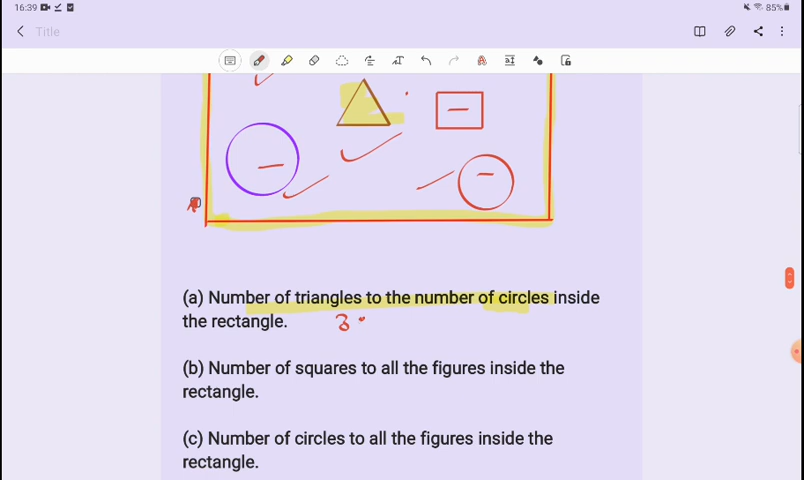 16:39
85%
Title
(a) Number of triangles to the number of circles inside
the rectangle.
3 :
(b) Number of squares to all the figures inside the
rectangle.
(c) Number of circles to all the figures inside the
rectangle.